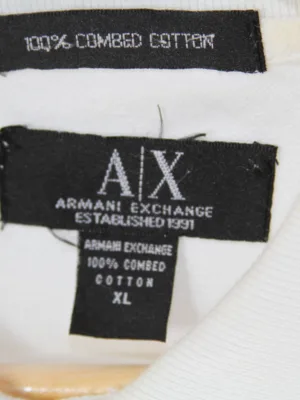 100% COMBED COTTON
A|X
ARMANI EXCHANGE
ESTABLISHED 1991
ARMANI EXCHANGE
100% COMBED
COTTON
XL